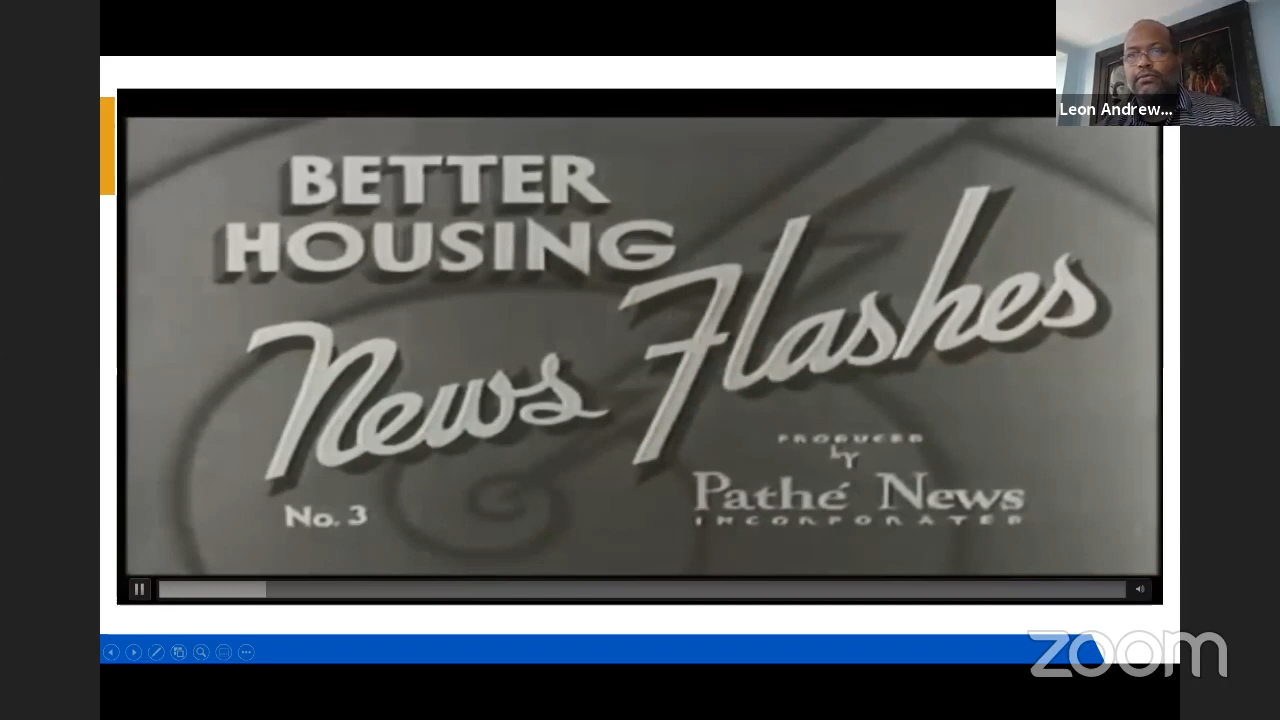 Leon Andrew...
BETTER
HOUSING
News Flashes
No. 3
PRODUCED
by
Pathé News
INCORPORATED
zoom